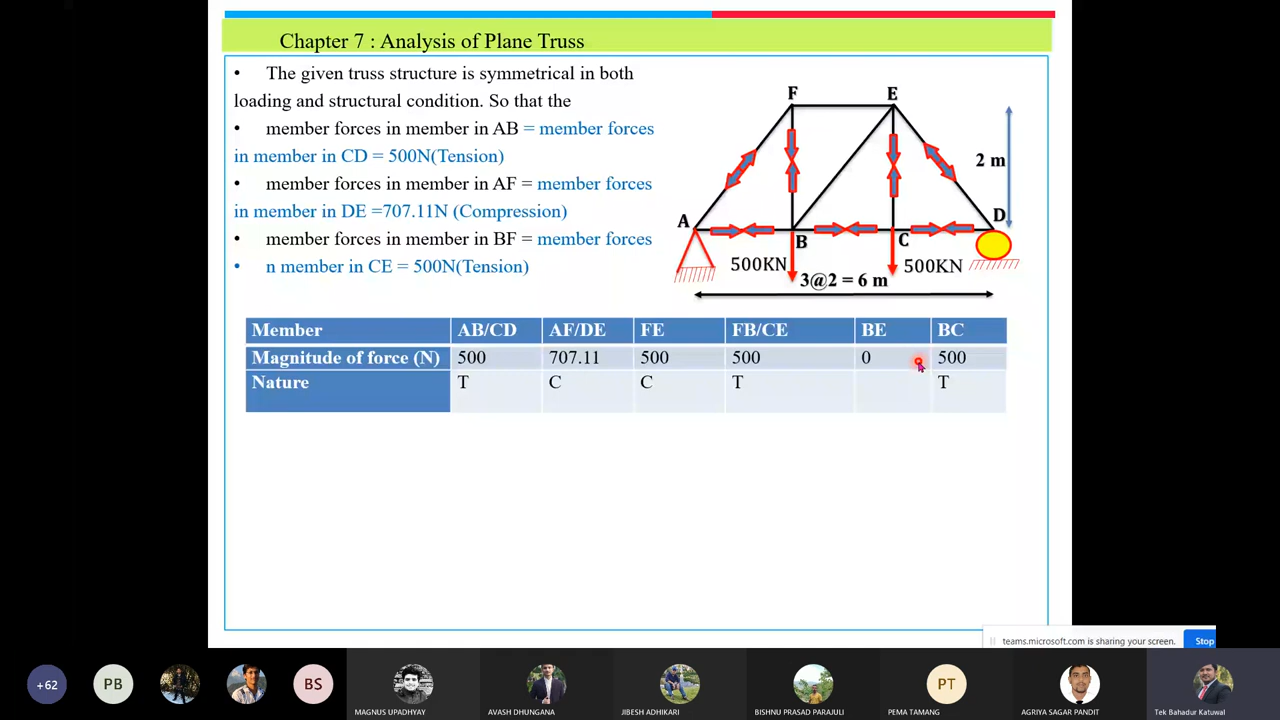 Chapter 7 : Analysis of Plane Truss
• The given truss structure is symmetrical in both
loading and structural condition. So that the
• member forces in member in AB = member forces
in member in CD = 500N(Tension)
• member forces in member in AF = member forces
in member in DE =707.11N (Compression)
• member forces in member in BF = member forces
• n member in CE = 500N(Tension)
F
E
2 m
A
D
B
C
500KN
500KN
3@2 = 6 m
Member AB/CD AF/DE FE FB/CE BE BC
Magnitude of force (N) 500 707.11 500 500 0 500
Nature T C C T T
teams.microsoft.com is sharing your screen. Stop
+62
PB
BS
PT
MAGNUS UPADHYAY
AVASH DHUNGANA
JIBESH ADHIKARI
BISHNU PRASAD PARAJULI
PEMA TAMANG
AGRIYA SAGAR PANDIT
Tek Bahadur Katuwal